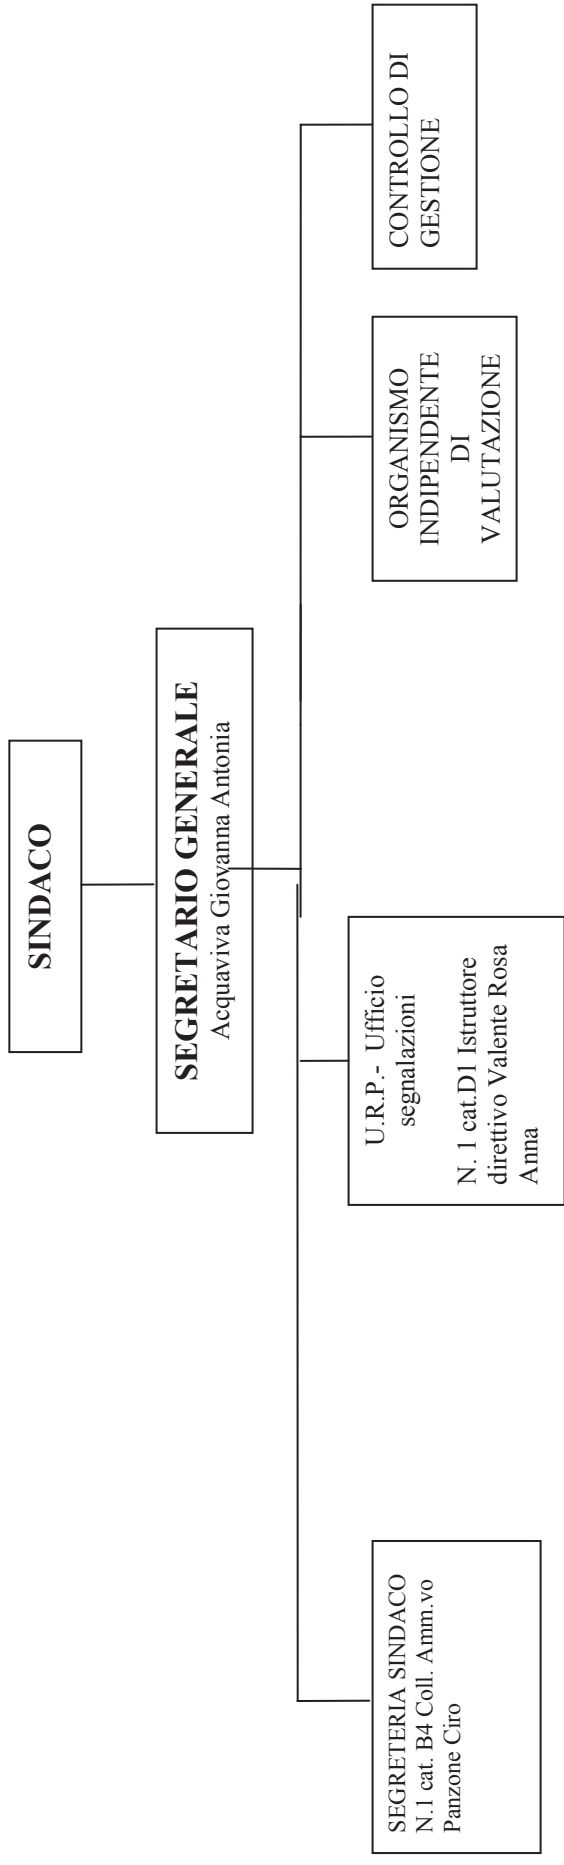 SINDACO
SEGRETARIO GENERALE
Acquaviva Giovanna Antonia
SEGRETERIA SINDACO
N.1 cat. B4 Coll. Amm.vo
Panzone Ciro
U.R.P.- Ufficio
segnalazioni
N. 1 cat.D1 Istruttore
direttivo Valente Rosa
Anna
ORGANISMO
INDIPENDENTE
DI
VALUTAZIONE
CONTROLLO DI
GESTIONE